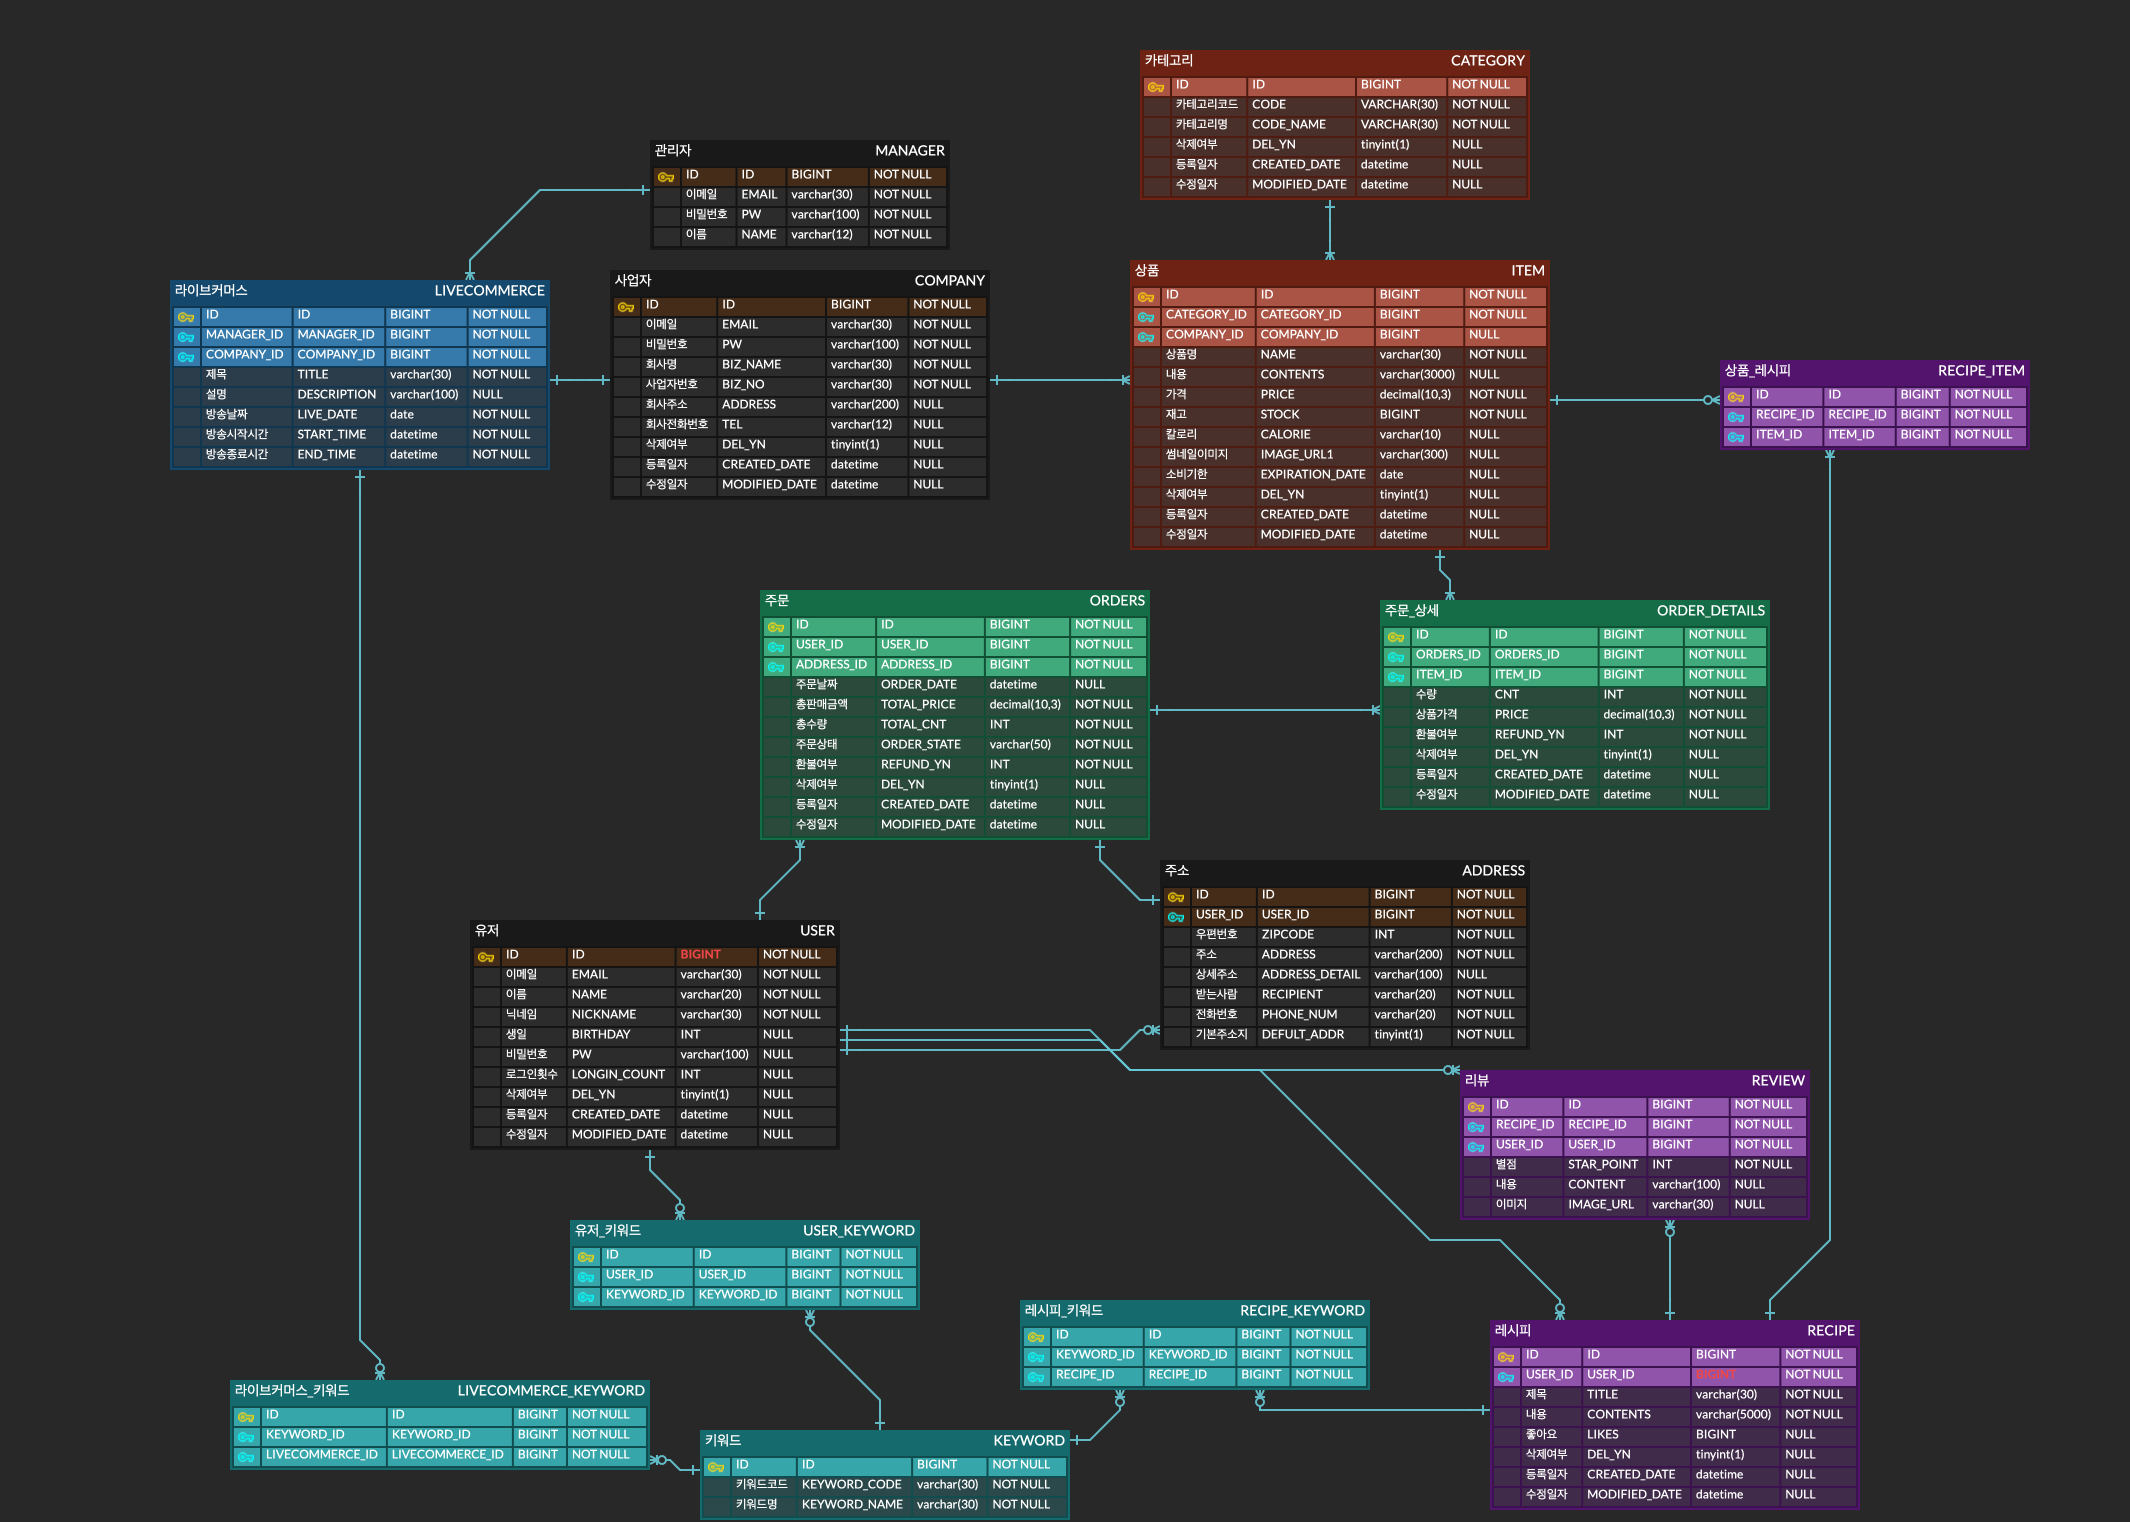 카테고리 CATEGORY
ID ID BIGINT NOT NULL
카테고리코드 CODE VARCHAR(30) NOT NULL
카테고리명 CODE_NAME VARCHAR(30) NOT NULL
삭제여부 DEL_YN tinyint(1) NULL
등록일자 CREATED_DATE datetime NULL
수정일자 MODIFIED_DATE datetime NULL
관리자 MANAGER
ID ID BIGINT NOT NULL
이메일 EMAIL varchar(30) NOT NULL
비밀번호 PW varchar(100) NOT NULL
이름 NAME varchar(12) NOT NULL
라이브커머스 LIVECOMMERCE
ID ID BIGINT NOT NULL
MANAGER_ID MANAGER_ID BIGINT NOT NULL
COMPANY_ID COMPANY_ID BIGINT NOT NULL
제목 TITLE varchar(30) NOT NULL
설명 DESCRIPTION varchar(100) NULL
방송날짜 LIVE_DATE date NOT NULL
방송시작시간 START_TIME datetime NOT NULL
방송종료시간 END_TIME datetime NOT NULL
사업자 COMPANY
ID ID BIGINT NOT NULL
이메일 EMAIL varchar(30) NOT NULL
비밀번호 PW varchar(100) NOT NULL
회사명 BIZ_NAME varchar(30) NOT NULL
사업자번호 BIZ_NO varchar(30) NOT NULL
회사주소 ADDRESS varchar(200) NULL
회사전화번호 TEL varchar(12) NULL
삭제여부 DEL_YN tinyint(1) NULL
등록일자 CREATED_DATE datetime NULL
수정일자 MODIFIED_DATE datetime NULL
상품 ITEM
ID ID BIGINT NOT NULL
CATEGORY_ID CATEGORY_ID BIGINT NOT NULL
COMPANY_ID COMPANY_ID BIGINT NULL
상품명 NAME varchar(30) NOT NULL
내용 CONTENTS varchar(3000) NULL
가격 PRICE decimal(10,3) NOT NULL
재고 STOCK BIGINT NOT NULL
칼로리 CALORIE varchar(10) NULL
썸네일이미지 IMAGE_URL1 varchar(300) NULL
소비기한 EXPIRATION_DATE date NULL
삭제여부 DEL_YN tinyint(1) NULL
등록일자 CREATED_DATE datetime NULL
수정일자 MODIFIED_DATE datetime NULL
상품_레시피 RECIPE_ITEM
ID ID BIGINT NOT NULL
RECIPE_ID RECIPE_ID BIGINT NOT NULL
ITEM_ID ITEM_ID BIGINT NOT NULL
주문 ORDERS
ID ID BIGINT NOT NULL
USER_ID USER_ID BIGINT NOT NULL
ADDRESS_ID ADDRESS_ID BIGINT NOT NULL
주문날짜 ORDER_DATE datetime NULL
총판매금액 TOTAL_PRICE decimal(10,3) NOT NULL
총수량 TOTAL_CNT INT NOT NULL
주문상태 ORDER_STATE varchar(50) NOT NULL
환불여부 REFUND_YN INT NOT NULL
삭제여부 DEL_YN tinyint(1) NULL
등록일자 CREATED_DATE datetime NULL
수정일자 MODIFIED_DATE datetime NULL
주문_상세 ORDER_DETAILS
ID ID BIGINT NOT NULL
ORDERS_ID ORDERS_ID BIGINT NOT NULL
ITEM_ID ITEM_ID BIGINT NOT NULL
수량 CNT INT NOT NULL
상품가격 PRICE decimal(10,3) NOT NULL
환불여부 REFUND_YN INT NOT NULL
삭제여부 DEL_YN tinyint(1) NULL
등록일자 CREATED_DATE datetime NULL
수정일자 MODIFIED_DATE datetime NULL
주소 ADDRESS
ID ID BIGINT NOT NULL
USER_ID USER_ID BIGINT NOT NULL
우편번호 ZIPCODE INT NOT NULL
주소 ADDRESS varchar(200) NOT NULL
상세주소 ADDRESS_DETAIL varchar(100) NULL
받는사람 RECIPIENT varchar(20) NOT NULL
전화번호 PHONE_NUM varchar(20) NOT NULL
기본주소지 DEFULT_ADDR tinyint(1) NOT NULL
유저 USER
ID ID BIGINT NOT NULL
이메일 EMAIL varchar(30) NOT NULL
이름 NAME varchar(20) NOT NULL
닉네임 NICKNAME varchar(30) NOT NULL
생일 BIRTHDAY INT NULL
비밀번호 PW varchar(100) NULL
로그인횟수 LONGIN_COUNT INT NULL
삭제여부 DEL_YN tinyint(1) NULL
등록일자 CREATED_DATE datetime NULL
수정일자 MODIFIED_DATE datetime NULL
리뷰 REVIEW
ID ID BIGINT NOT NULL
RECIPE_ID RECIPE_ID BIGINT NOT NULL
USER_ID USER_ID BIGINT NOT NULL
별점 STAR_POINT INT NOT NULL
내용 CONTENT varchar(100) NULL
이미지 IMAGE_URL varchar(30) NULL
유저_키워드 USER_KEYWORD
ID ID BIGINT NOT NULL
USER_ID USER_ID BIGINT NOT NULL
KEYWORD_ID KEYWORD_ID BIGINT NOT NULL
레시피_키워드 RECIPE_KEYWORD
ID ID BIGINT NOT NULL
KEYWORD_ID KEYWORD_ID BIGINT NOT NULL
RECIPE_ID RECIPE_ID BIGINT NOT NULL
레시피 RECIPE
ID ID BIGINT NOT NULL
USER_ID USER_ID BIGINT NOT NULL
제목 TITLE varchar(30) NOT NULL
내용 CONTENTS varchar(5000) NOT NULL
좋아요 LIKES BIGINT NULL
삭제여부 DEL_YN tinyint(1) NULL
등록일자 CREATED_DATE datetime NULL
수정일자 MODIFIED_DATE datetime NULL
라이브커머스_키워드 LIVECOMMERCE_KEYWORD
ID ID BIGINT NOT NULL
KEYWORD_ID KEYWORD_ID BIGINT NOT NULL
LIVECOMMERCE_ID LIVECOMMERCE_ID BIGINT NOT NULL
키워드 KEYWORD
ID ID BIGINT NOT NULL
키워드코드 KEYWORD_CODE varchar(30) NOT NULL
키워드명 KEYWORD_NAME varchar(30) NOT NULL